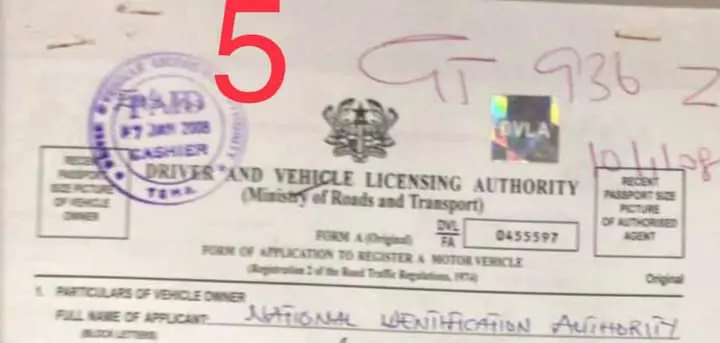 5
GT 936 Z
VEHICLE
PAID
07 JAN 2008
CASHIER
TEMA
DVLA
10/1/08
DRIVER AND VEHICLE LICENSING AUTHORITY
(Ministry of Roads and Transport)
RECENT
PASSPORT
SIZE PICTURE
OF VEHICLE
OWNER
RECENT
PASSPORT SIZE
PICTURE
OF AUTHORISED
AGENT
FORM A (Original) DVL
FA 0455597
FORM OF APPLICATION TO REGISTER A MOTOR VEHICLE
(Registration 2 of the Road Traffic Regulations, 1974)
Original
1. PARTICULARS OF VEHICLE OWNER
FULL NAME OF APPLICANT: NATIONAL IDENTIFICATION AUTHORITY
(BLOCK LETTERS)